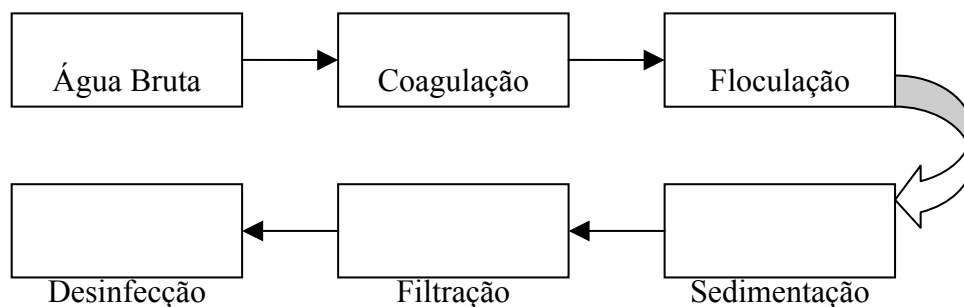 Água Bruta
Coagulação
Floculação
Desinfecção
Filtração
Sedimentação